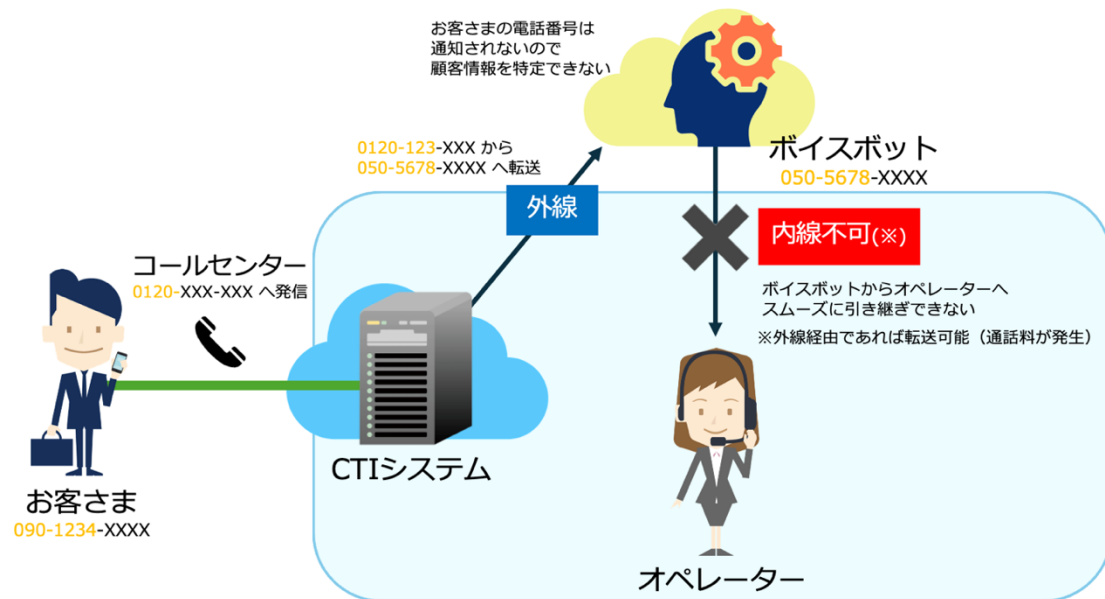 お客さまの電話番号は
通知されないので
顧客情報を特定できない
0120-123-XXX から
050-5678-XXXX へ転送
ボイスボット
050-5678-XXXX
外線
内線不可(※)
コールセンター
0120-XXX-XXX へ発信
ボイスボットからオペレーターへ
スムーズに引き継ぎできない
※外線経由であれば転送可能（通話料が発生）
CTIシステム
お客さま
090-1234-XXXX
オペレーター